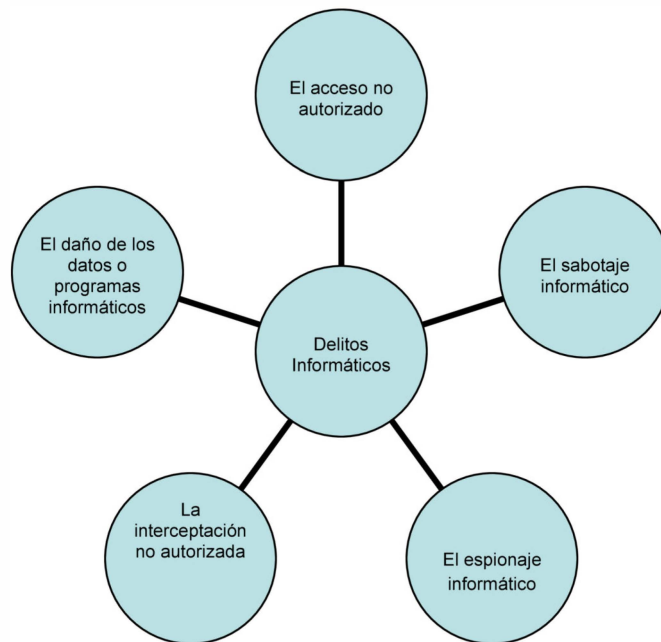 El acceso no
autorizado
El daño de los
datos o
programas
informáticos
El sabotaje
informático
Delitos
Informáticos
La
interceptación
no autorizada
El espionaje
informático